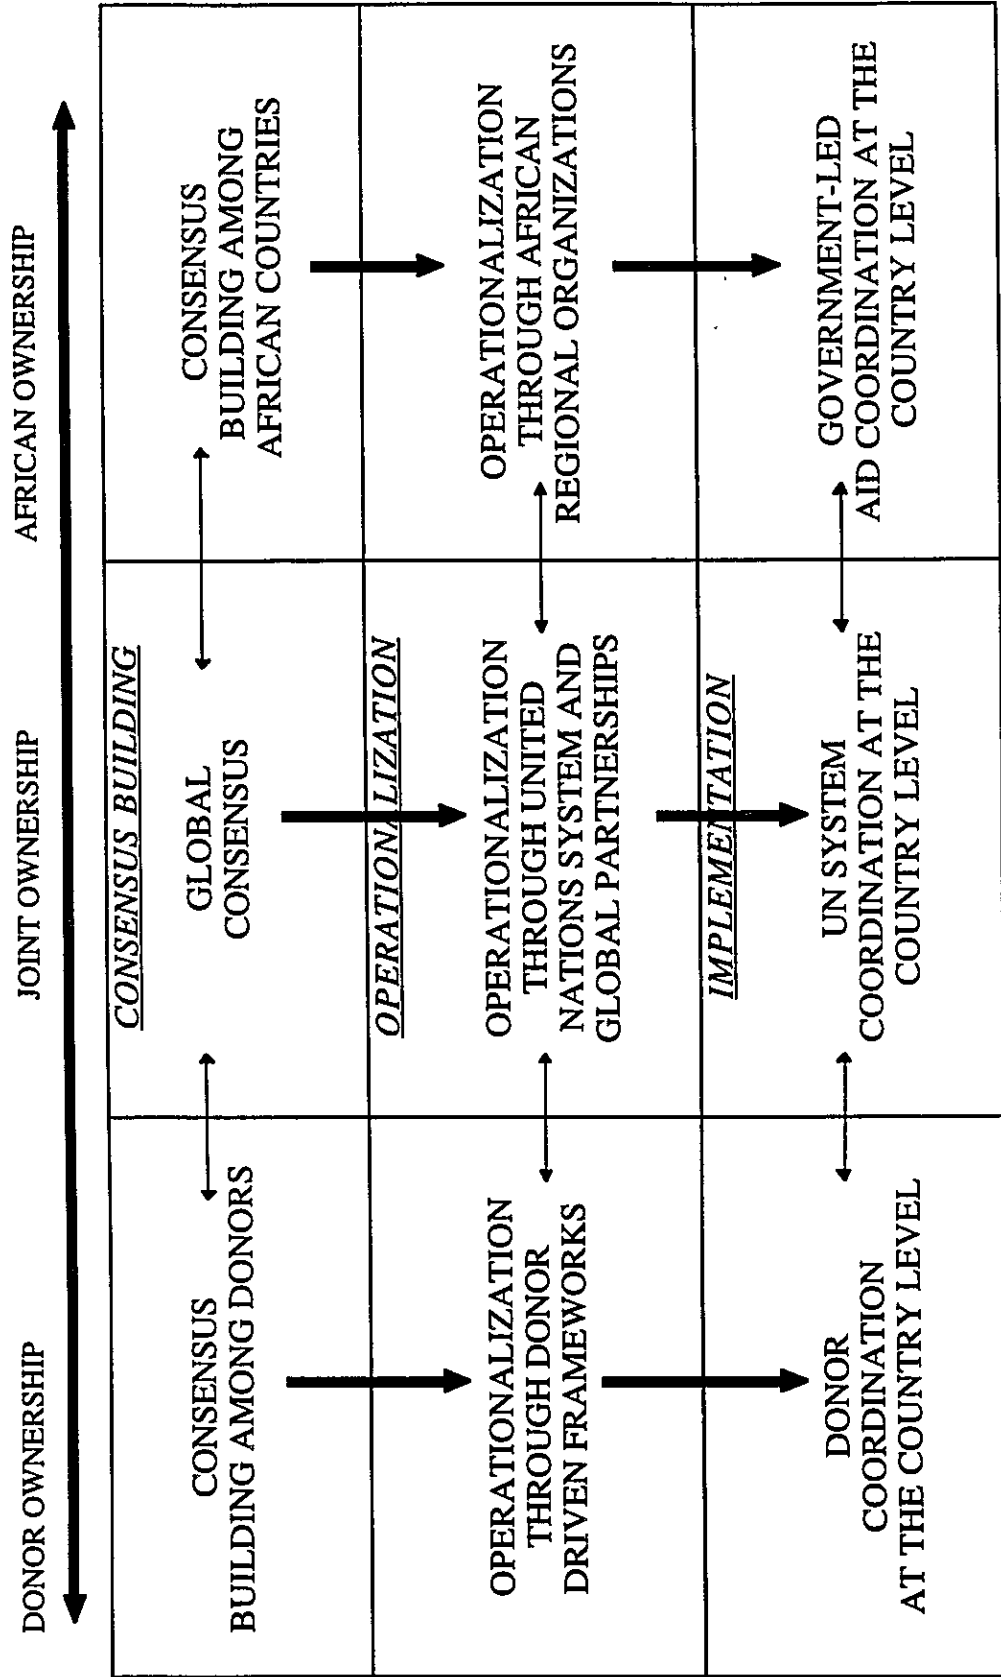 DONOR OWNERSHIP
JOINT OWNERSHIP
AFRICAN OWNERSHIP
CONSENSUS BUILDING
CONSENSUS
BUILDING AMONG DONORS
GLOBAL
CONSENSUS
CONSENSUS
BUILDING AMONG
AFRICAN COUNTRIES
OPERATIONALIZATION
OPERATIONALIZATION
THROUGH DONOR
DRIVEN FRAMEWORKS
OPERATIONALIZATION
THROUGH UNITED
NATIONS SYSTEM AND
GLOBAL PARTNERSHIPS
OPERATIONALIZATION
THROUGH AFRICAN
REGIONAL ORGANIZATIONS
IMPLEMENTATION
DONOR
COORDINATION
AT THE COUNTRY LEVEL
UN SYSTEM
COORDINATION AT THE
COUNTRY LEVEL
GOVERNMENT-LED
AID COORDINATION AT THE
COUNTRY LEVEL